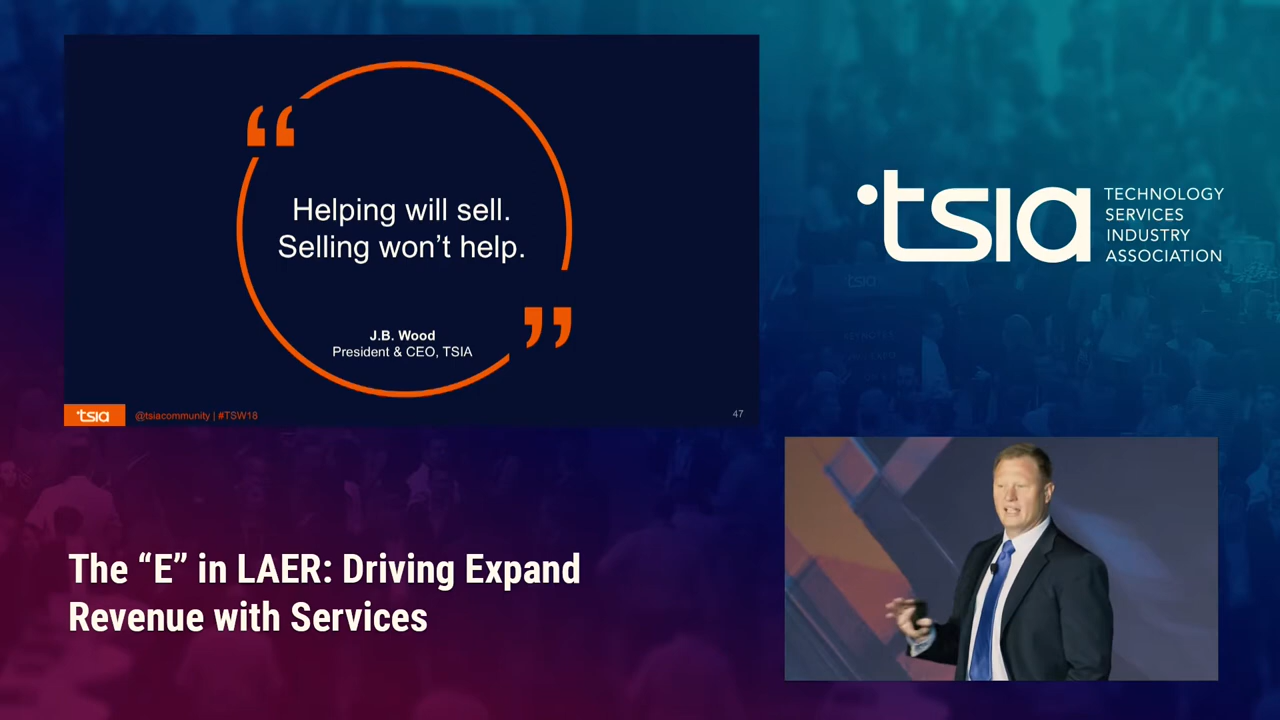 “
Helping will sell.
Selling won’t help.
”
J.B. Wood
President & CEO, TSIA
tsia
@tsiacommunity | #TSW18
47
tsia
TECHNOLOGY
SERVICES
INDUSTRY
ASSOCIATION
The “E” in LAER: Driving Expand
Revenue with Services